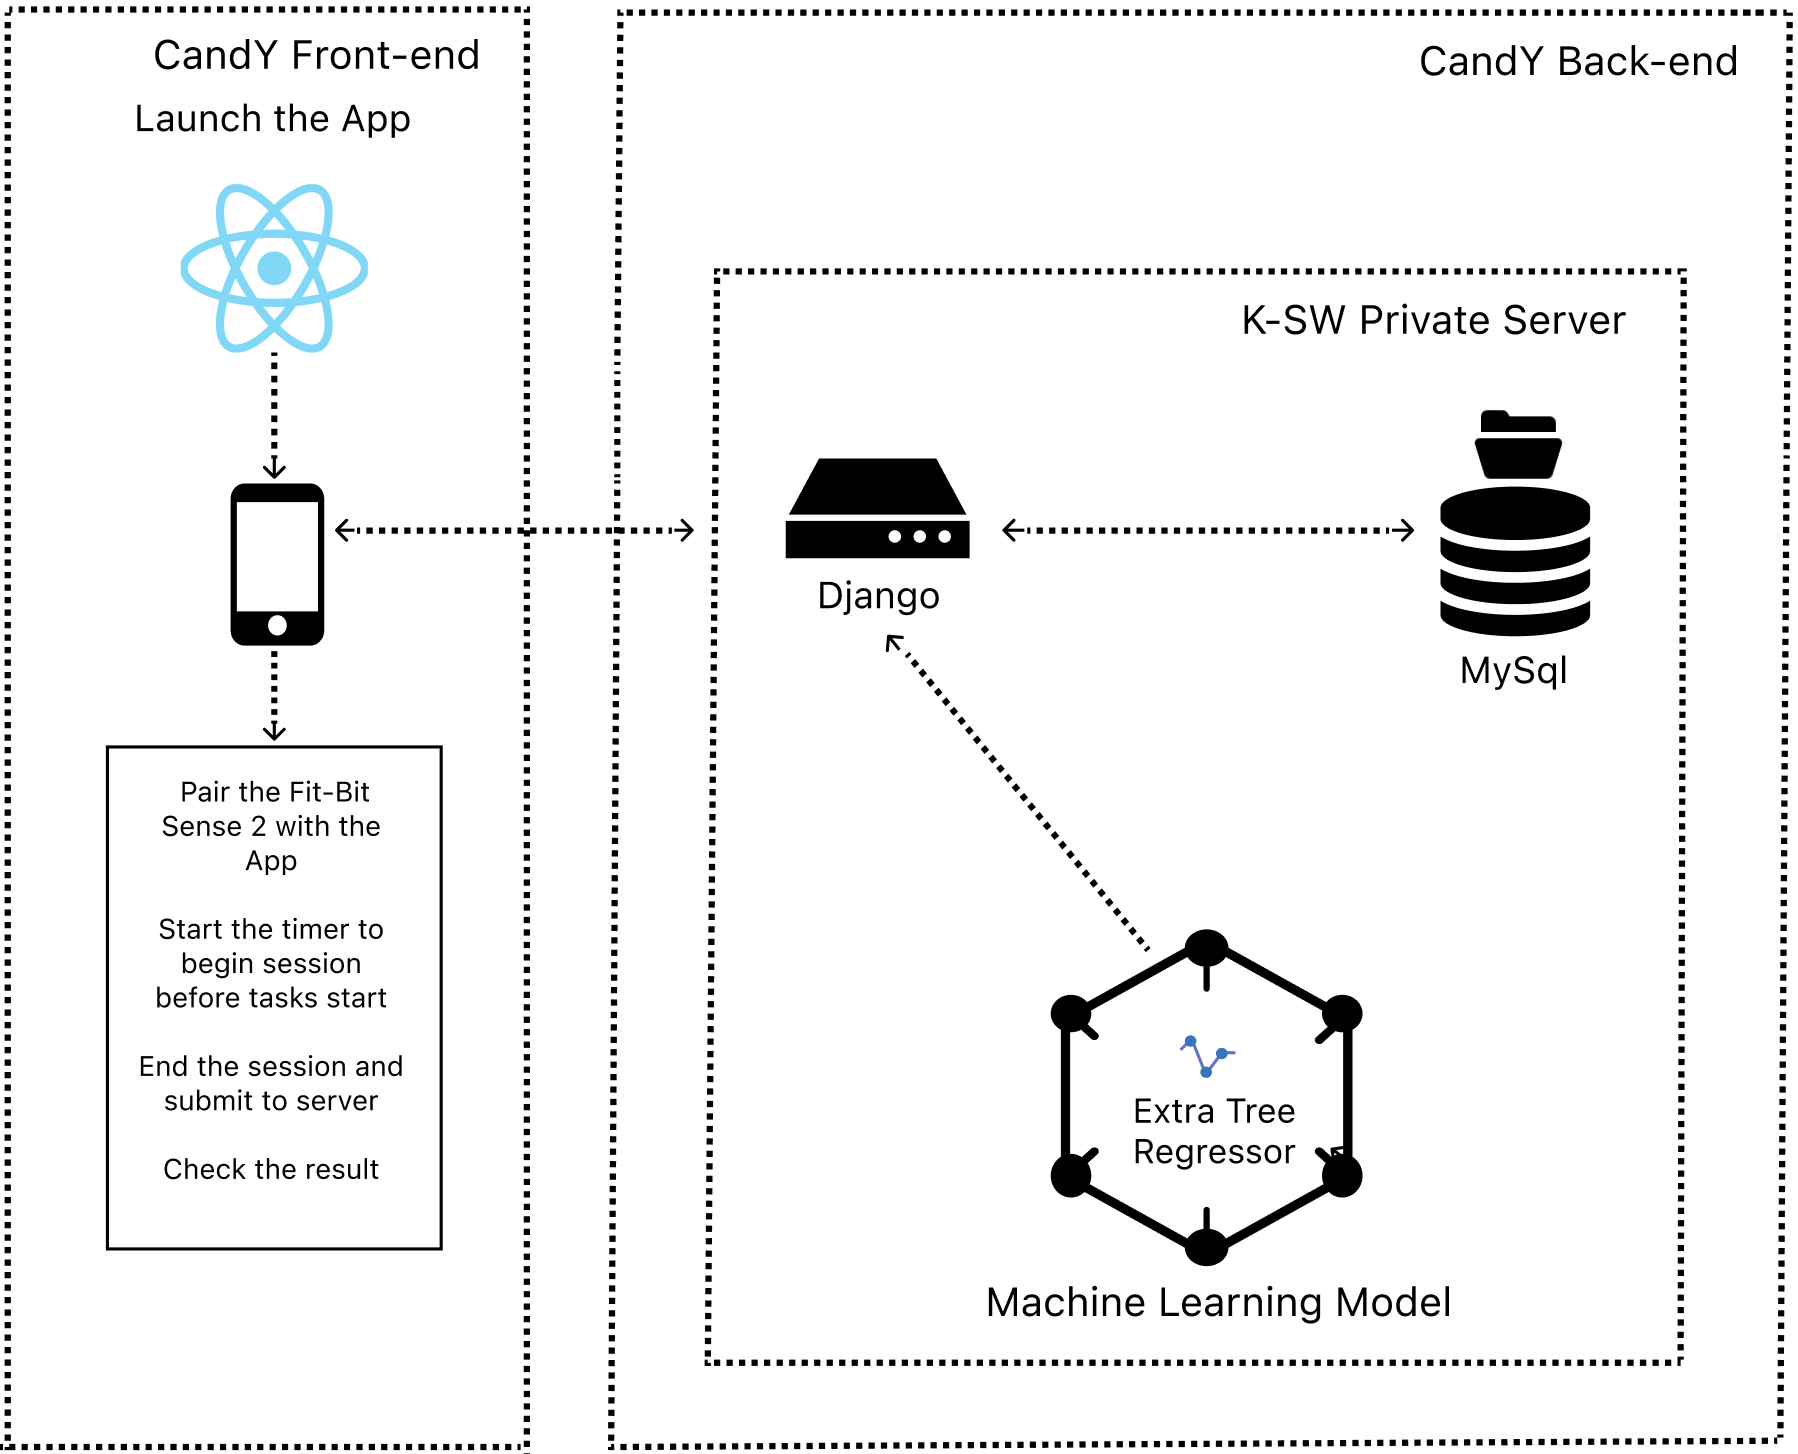 CandY Front-end
Launch the App
Pair the Fit-Bit
Sense 2 with the
App
Start the timer to
begin session
before tasks start
End the session and
submit to server
Check the result
CandY Back-end
K-SW Private Server
Django
MySql
Extra Tree
Regressor
Machine Learning Model